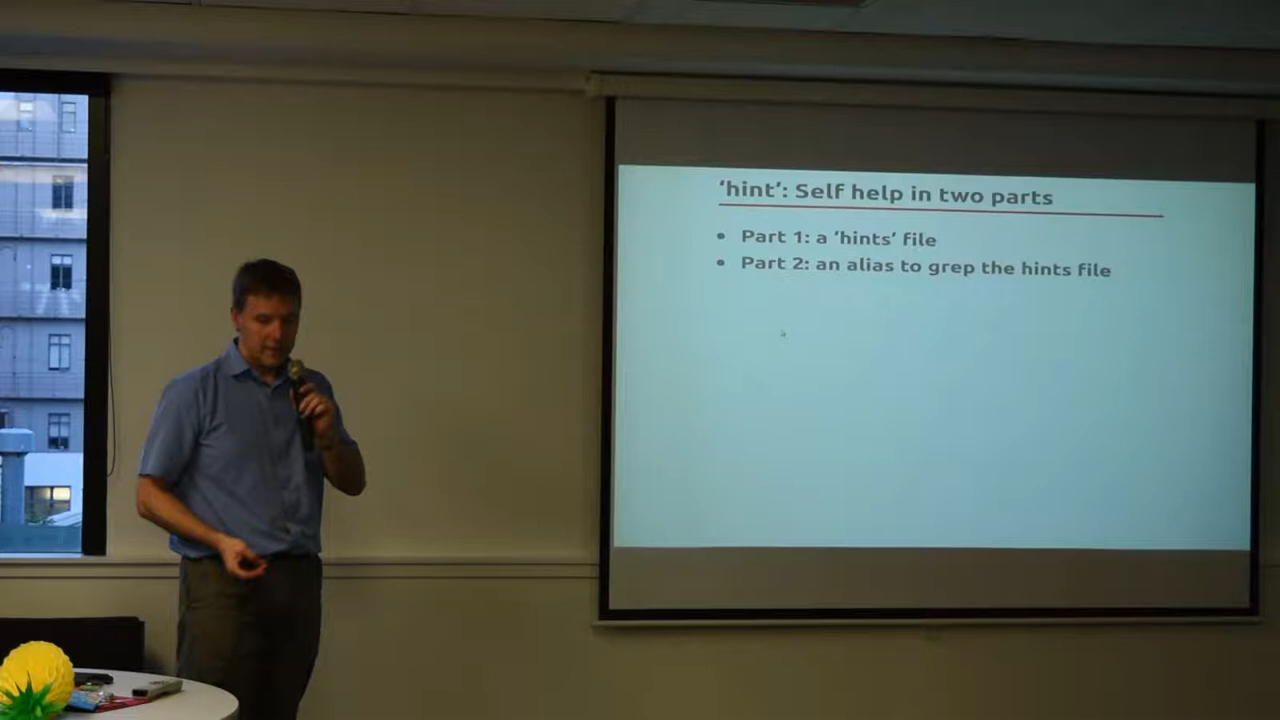 ‘hint’: Self help in two parts
• Part 1: a ‘hints’ file
• Part 2: an alias to grep the hints file